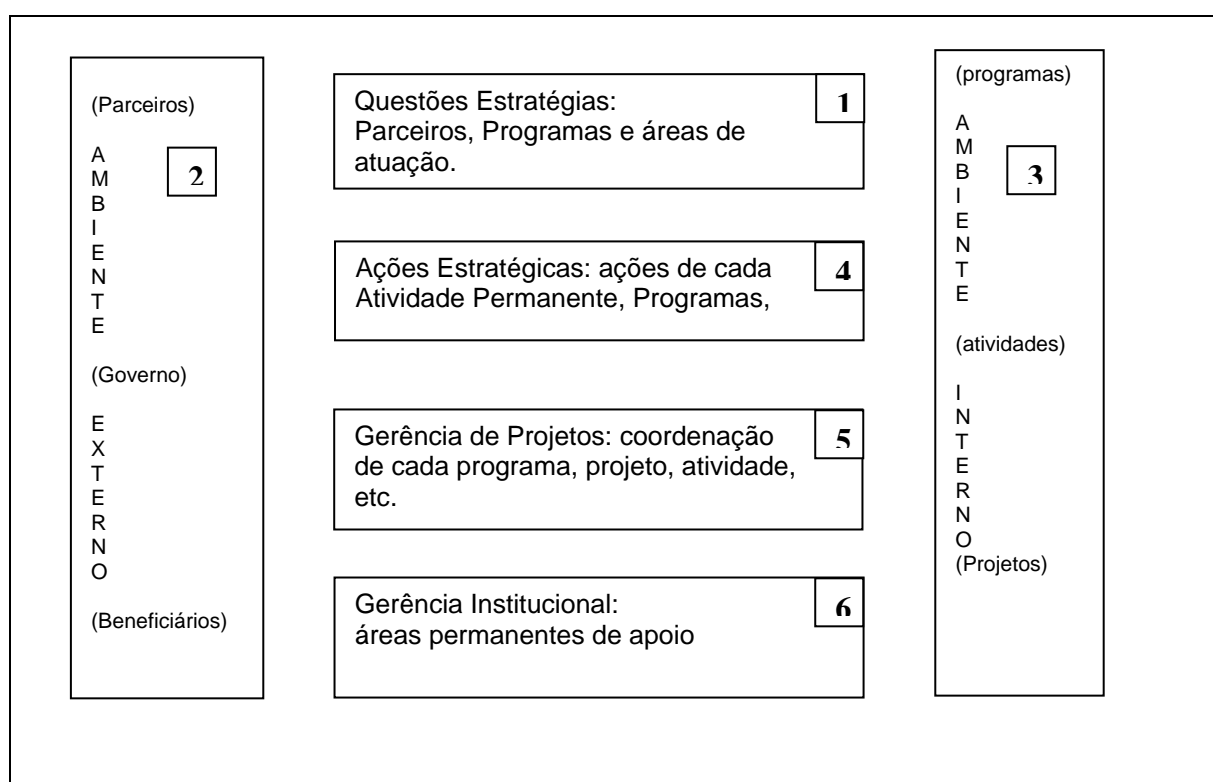 (Parceiros)
A
M
B
I
E
N
T
E
2
(Governo)
E
X
T
E
R
N
O
(Beneficiários)
Questões Estratégias:
Parceiros, Programas e áreas de
atuação.
1
Ações Estratégicas: ações de cada
Atividade Permanente, Programas,
4
Gerência de Projetos: coordenação
de cada programa, projeto, atividade,
etc.
5
Gerência Institucional:
áreas permanentes de apoio
6
(programas)
A
M
B
I
E
N
T
E
3
(atividades)
I
N
T
E
R
N
O
(Projetos)